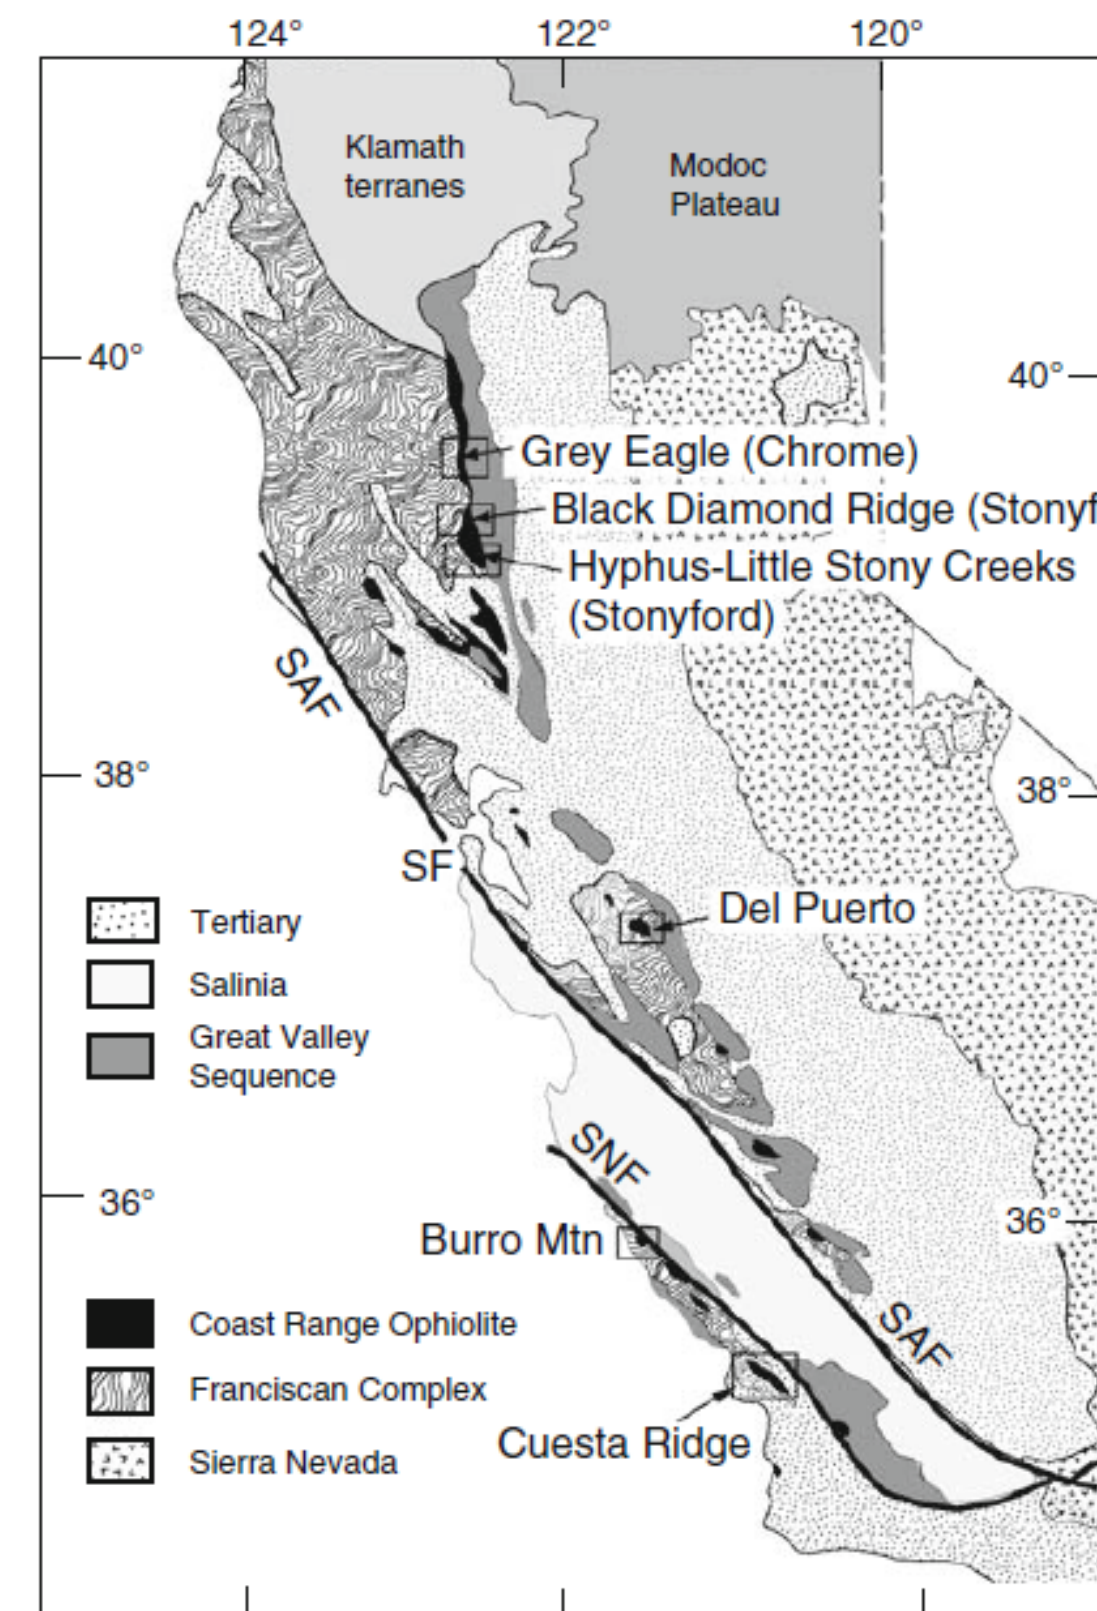 124°
122°
120°
Klamath
terranes
Modoc
Plateau
40°
40°
Grey Eagle (Chrome)
Black Diamond Ridge (Stonyf
Hyphus-Little Stony Creeks
(Stonyford)
SAF
38°
38°
SF
Del Puerto
Tertiary
Salinia
Great Valley
Sequence
SNF
36°
36°
Burro Mtn
SAF
Coast Range Ophiolite
Franciscan Complex
Cuesta Ridge
Sierra Nevada